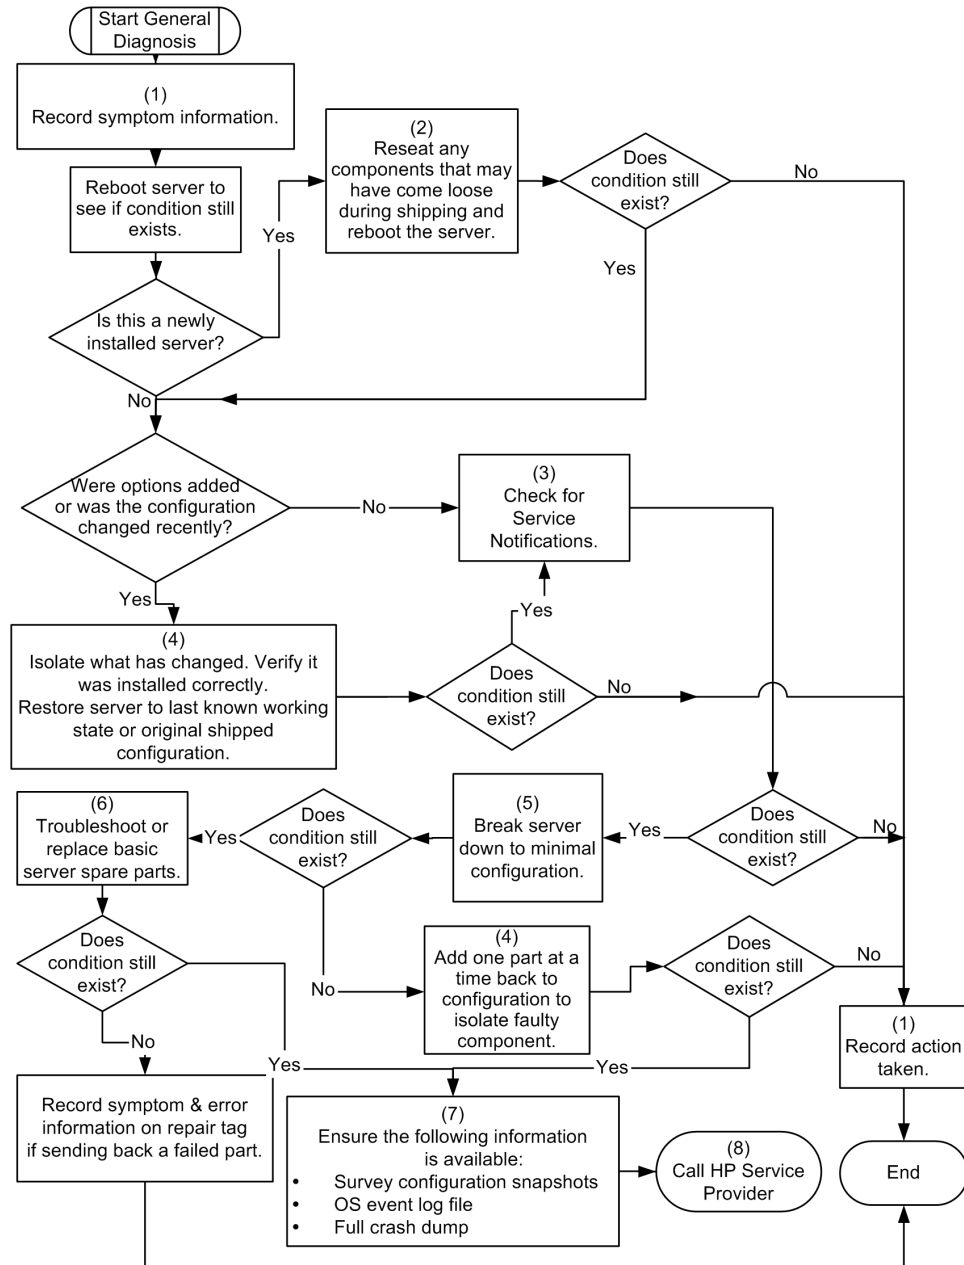 Start General
Diagnosis
(1)
Record symptom information.
Reboot server to
see if condition still
exists.
Is this a newly
installed server?
Yes
(2)
Reseat any
components that may
have come loose
during shipping and
reboot the server.
Does
condition still
exist?
No
Yes
No
Were options added
or was the configuration
changed recently?
No
(3)
Check for
Service
Notifications.
Yes
Yes
(4)
Isolate what has changed. Verify it
was installed correctly.
Restore server to last known working
state or original shipped
configuration.
Does
condition still
exist?
No
(6)
Troubleshoot or
replace basic
server spare parts.
Yes
Does
condition still
exist?
(5)
Break server
down to minimal
configuration.
Yes
Does
condition still
exist?
No
Does
condition still
exist?
No
(4)
Add one part at a
time back to
configuration to
isolate faulty
component.
Does
condition still
exist?
No
No
(1)
Record action
taken.
Yes
Yes
Record symptom & error
information on repair tag
if sending back a failed part.
(7)
Ensure the following information
is available:
• Survey configuration snapshots
• OS event log file
• Full crash dump
(8)
Call HP Service
Provider
End